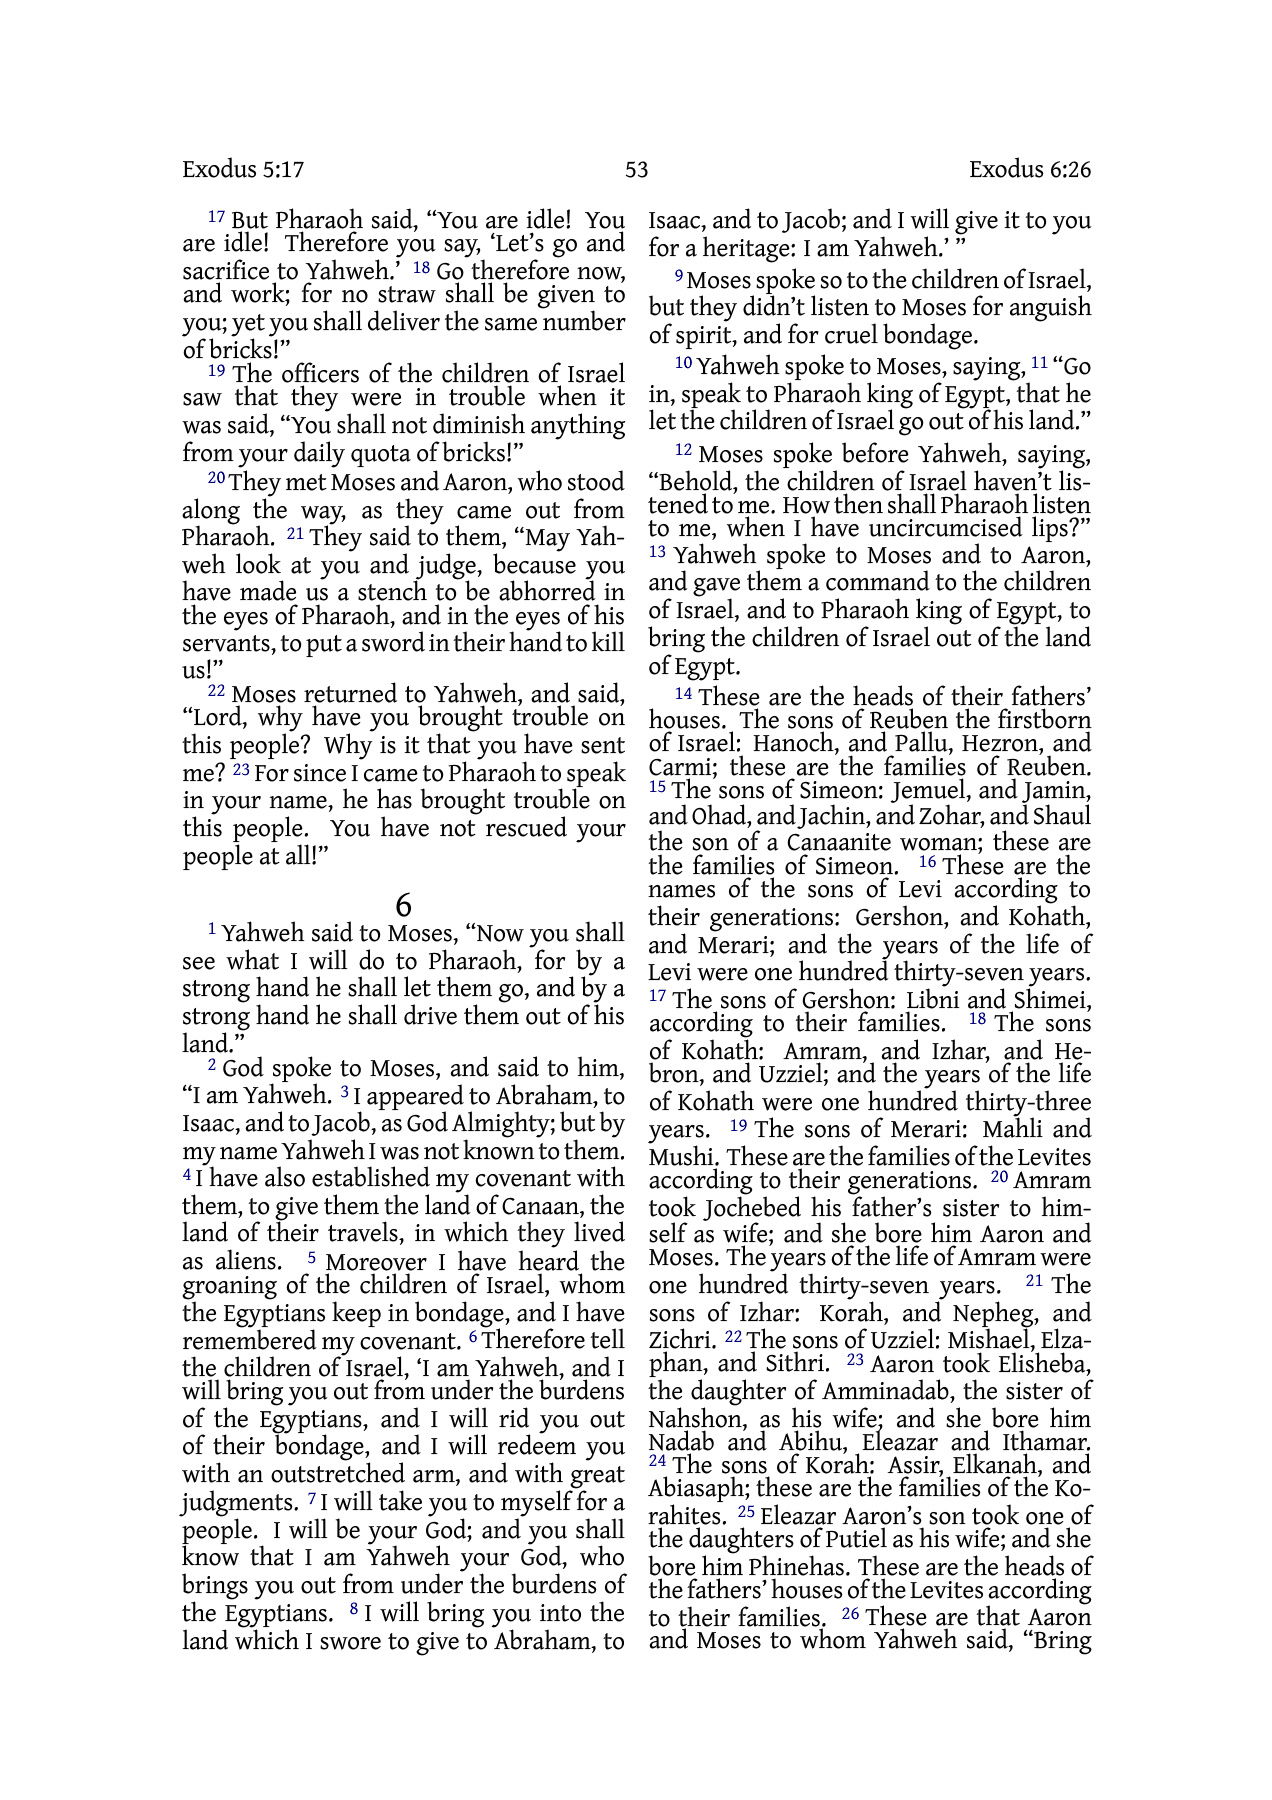 Exodus 5:17 53 Exodus 6:26
17 But Pharaoh said, “You are idle! You
are idle! Therefore you say, ‘Let’s go and
sacrifice to Yahweh.’ 18 Go therefore now,
and work; for no straw shall be given to
you; yet you shall deliver the same number
of bricks!”
19 The officers of the children of Israel
saw that they were in trouble when it
was said, “You shall not diminish anything
from your daily quota of bricks!”
20 They met Moses and Aaron, who stood
along the way, as they came out from
Pharaoh. 21 They said to them, “May Yah-
weh look at you and judge, because you
have made us a stench to be abhorred in
the eyes of Pharaoh, and in the eyes of his
servants, to put a sword in their hand to kill
us!”
22 Moses returned to Yahweh, and said,
“Lord, why have you brought trouble on
this people? Why is it that you have sent
me? 23 For since I came to Pharaoh to speak
in your name, he has brought trouble on
this people. You have not rescued your
people at all!”
6
1 Yahweh said to Moses, “Now you shall
see what I will do to Pharaoh, for by a
strong hand he shall let them go, and by a
strong hand he shall drive them out of his
land.”
2 God spoke to Moses, and said to him,
“I am Yahweh. 3 I appeared to Abraham, to
Isaac, and to Jacob, as God Almighty; but by
my name Yahweh I was not known to them.
4 I have also established my covenant with
them, to give them the land of Canaan, the
land of their travels, in which they lived
as aliens. 5 Moreover I have heard the
groaning of the children of Israel, whom
the Egyptians keep in bondage, and I have
remembered my covenant. 6 Therefore tell
the children of Israel, ‘I am Yahweh, and I
will bring you out from under the burdens
of the Egyptians, and I will rid you out
of their bondage, and I will redeem you
with an outstretched arm, and with great
judgments. 7 I will take you to myself for a
people. I will be your God; and you shall
know that I am Yahweh your God, who
brings you out from under the burdens of
the Egyptians. 8 I will bring you into the
land which I swore to give to Abraham, to
Isaac, and to Jacob; and I will give it to you
for a heritage: I am Yahweh.’ ”
9 Moses spoke so to the children of Israel,
but they didn’t listen to Moses for anguish
of spirit, and for cruel bondage.
10 Yahweh spoke to Moses, saying, 11 “Go
in, speak to Pharaoh king of Egypt, that he
let the children of Israel go out of his land.”
12 Moses spoke before Yahweh, saying,
“Behold, the children of Israel haven’t lis-
tened to me. How then shall Pharaoh listen
to me, when I have uncircumcised lips?”
13 Yahweh spoke to Moses and to Aaron,
and gave them a command to the children
of Israel, and to Pharaoh king of Egypt, to
bring the children of Israel out of the land
of Egypt.
14 These are the heads of their fathers’
houses. The sons of Reuben the firstborn
of Israel: Hanoch, and Pallu, Hezron, and
Carmi; these are the families of Reuben.
15 The sons of Simeon: Jemuel, and Jamin,
and Ohad, and Jachin, and Zohar, and Shaul
the son of a Canaanite woman; these are
the families of Simeon. 16 These are the
names of the sons of Levi according to
their generations: Gershon, and Kohath,
and Merari; and the years of the life of
Levi were one hundred thirty-seven years.
17 The sons of Gershon: Libni and Shimei,
according to their families. 18 The sons
of Kohath: Amram, and Izhar, and He-
bron, and Uzziel; and the years of the life
of Kohath were one hundred thirty-three
years. 19 The sons of Merari: Mahli and
Mushi. These are the families of the Levites
according to their generations. 20 Amram
took Jochebed his father’s sister to him-
self as wife; and she bore him Aaron and
Moses. The years of the life of Amram were
one hundred thirty-seven years. 21 The
sons of Izhar: Korah, and Nepheg, and
Zichri. 22 The sons of Uzziel: Mishael, Elza-
phan, and Sithri. 23 Aaron took Elisheba,
the daughter of Amminadab, the sister of
Nahshon, as his wife; and she bore him
Nadab and Abihu, Eleazar and Ithamar.
24 The sons of Korah: Assir, Elkanah, and
Abiasaph; these are the families of the Ko-
rahites. 25 Eleazar Aaron’s son took one of
the daughters of Putiel as his wife; and she
bore him Phinehas. These are the heads of
the fathers’ houses of the Levites according
to their families. 26 These are that Aaron
and Moses to whom Yahweh said, “Bring